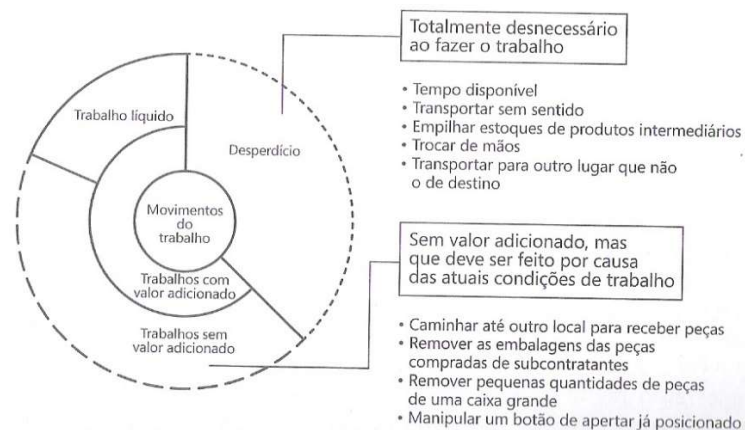 Totalmente desnecessário
ao fazer o trabalho
• Tempo disponível
• Transportar sem sentido
• Empilhar estoques de produtos intermediários
• Trocar de mãos
• Transportar para outro lugar que não
o de destino
Trabalho líquido
Desperdício
Movimentos
do
trabalho
Trabalhos com
valor adicionado
Trabalhos sem
valor adicionado
Sem valor adicionado, mas
que deve ser feito por causa
das atuais condições de trabalho
• Caminhar até outro local para receber peças
• Remover as embalagens das peças
compradas de subcontratantes
• Remover pequenas quantidades de peças
de uma caixa grande
• Manipular um botão de apertar já posicionado